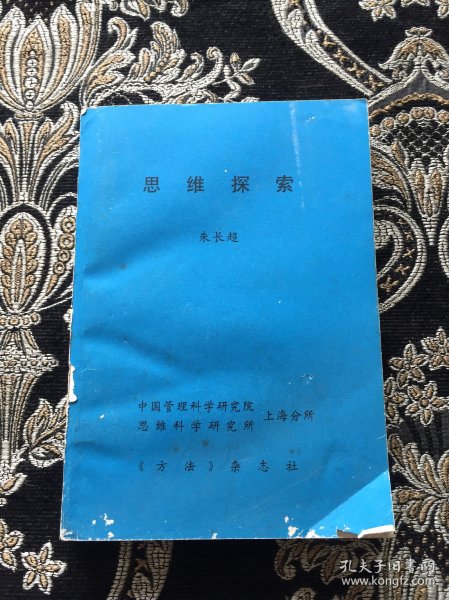 思维探索
朱长超
中国管理科学研究院
思维科学研究所 上海分所
《方法》杂志社
孔夫子旧书网
www.kongfz.com